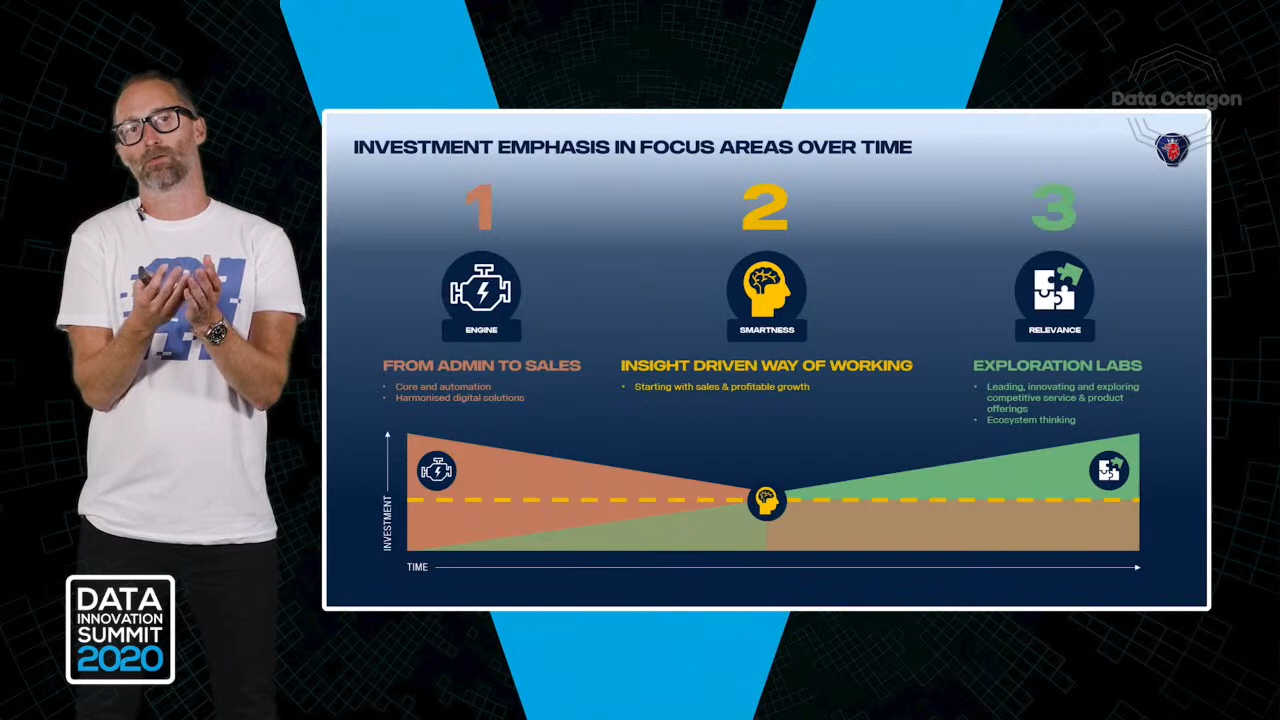 Data Octagon
INVESTMENT EMPHASIS IN FOCUS AREAS OVER TIME
1
2
3
ENGINE
SMARTNESS
RELEVANCE
FROM ADMIN TO SALES
• Core and automation
• Harmonised digital solutions
INSIGHT DRIVEN WAY OF WORKING
• Starting with sales & profitable growth
EXPLORATION LABS
• Leading, innovating and exploring
competitive service & product
offerings
• Ecosystem thinking
INVESTMENT
TIME
DATA
INNOVATION
SUMMIT
2020